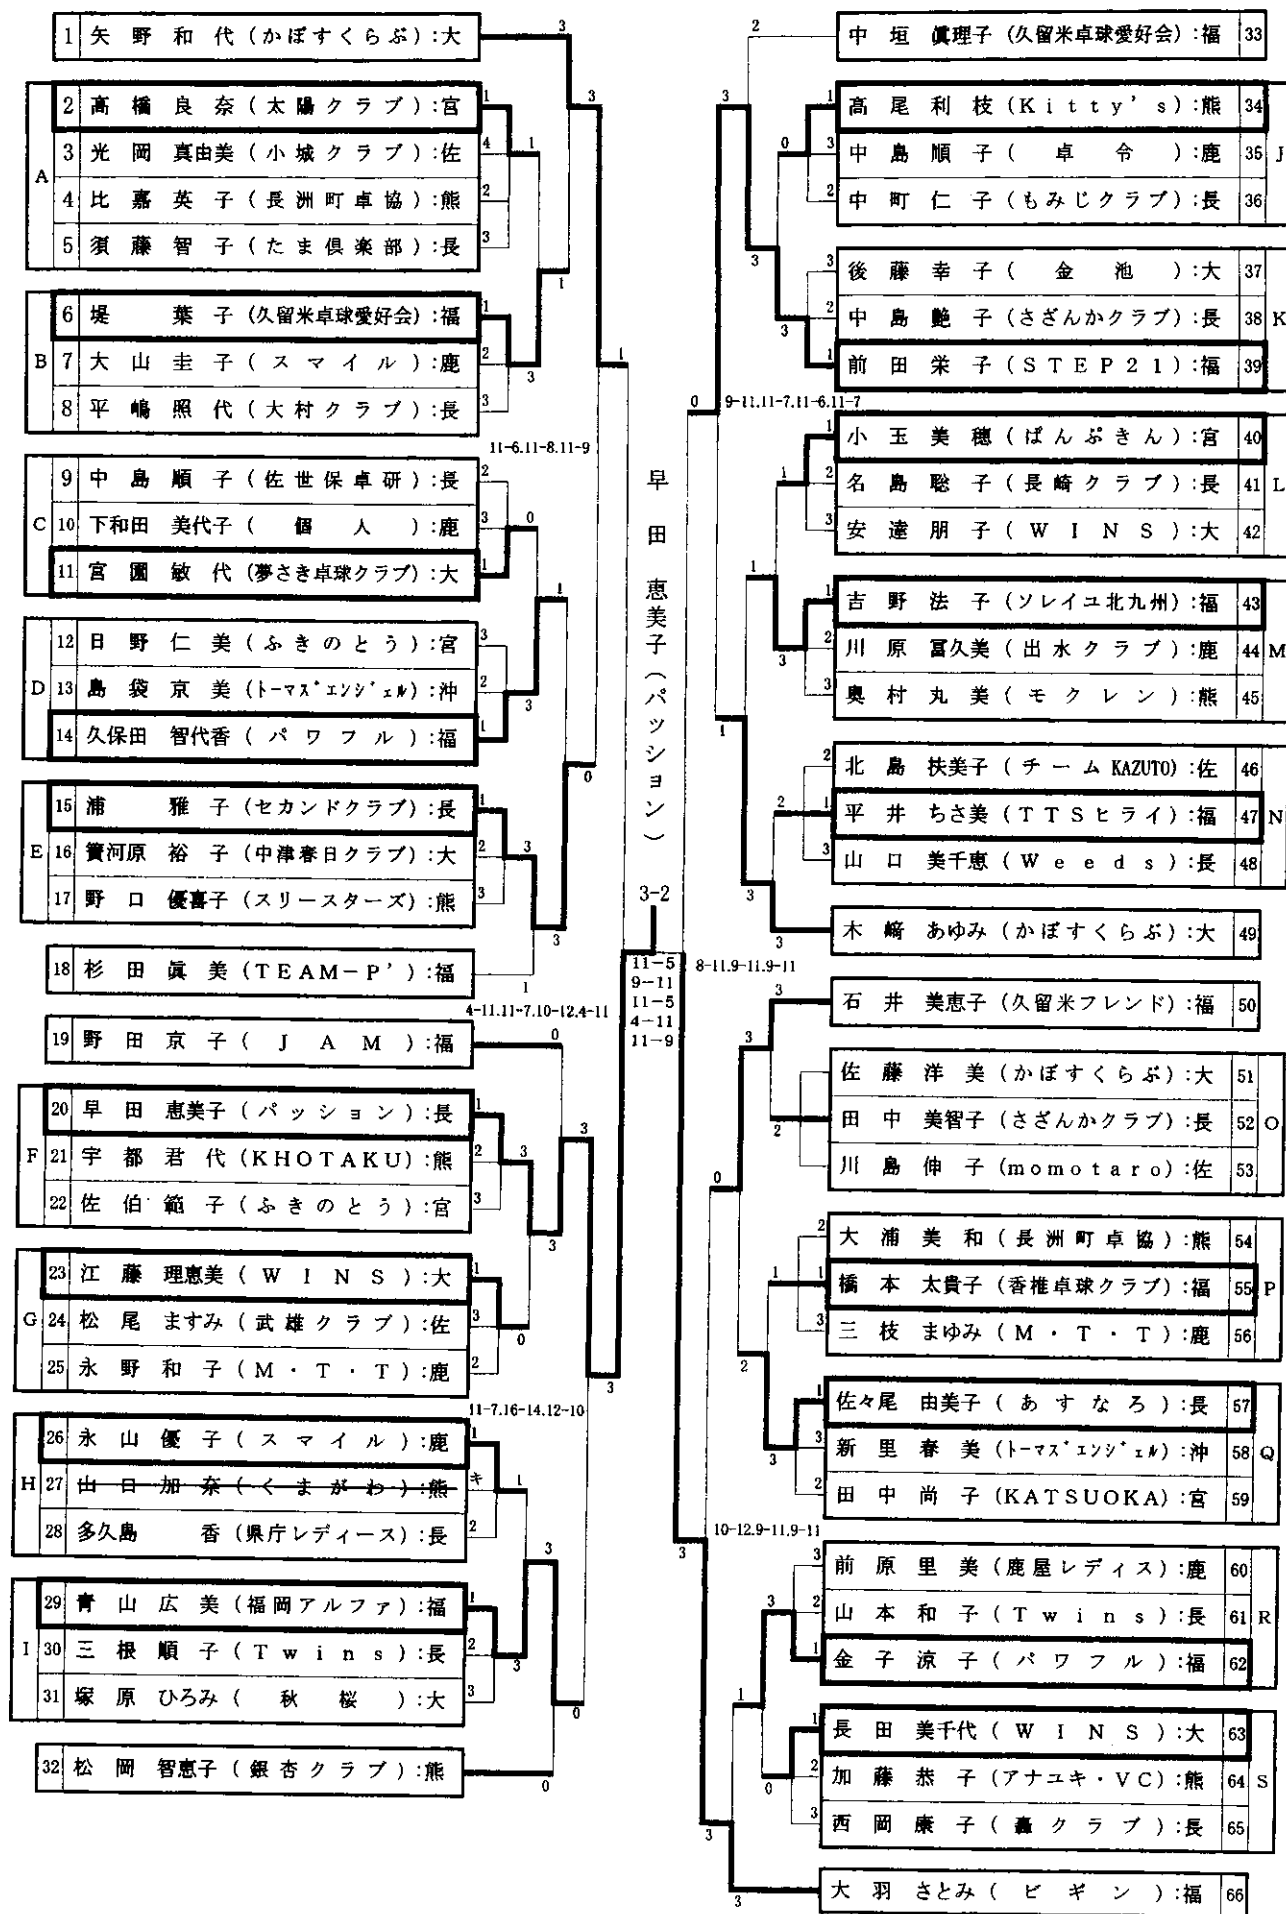 1 矢野和代(かぼすくらぶ):大
A
2 高橋良奈(太陽クラブ):宮
3 光岡真由美(小城クラブ):佐
4 比嘉英子(長洲町卓協):熊
5 須藤智子(たま倶楽部):長
B
6 堤葉子(久留米卓球愛好会):福
7 大山圭子(スマイル):鹿
8 平嶋照代(大村クラブ):長
11-6.11-8.11-9
C
9 中島順子(佐世保卓研):長
10 下和田美代子(個人):鹿
11 宮園敏代(夢さき卓球クラブ):大
D
12 日野仁美(ふきのとう):宮
13 島袋京美(トーマスエンジェル):沖
14 久保田智代香(パワフル):福
E
15 浦雅子(セカンドクラブ):長
16 簀河原裕子(中津春日クラブ):大
17 野口優喜子(スリースターズ):熊
18 杉田眞美(TEAM-P'):福
4-11.11-7.10-12.4-11
19 野田京子(JAM):福
F
20 早田恵美子(パッション):長
21 宇都君代(KHOTAKU):熊
22 佐伯範子(ふきのとう):宮
G
23 江藤理恵美(WINS):大
24 松尾ますみ(武雄クラブ):佐
25 永野和子(M・T・T):鹿
11-7.16-14.12-10
H
26 永山優子(スマイル):鹿
27 山口加奈(くまがわ):熊
キ
28 多久島香(県庁レディース):長
I
29 青山広美(福岡アルファ):福
30 三根順子(Twins):長
31 塚原ひろみ(秋桜):大
32 松岡智恵子(銀杏クラブ):熊
早田恵美子(パッション)
3-2
11-5
9-11
11-5
4-11
11-9
中垣眞理子(久留米卓球愛好会):福 33
高尾利枝(Kitty's):熊 34
中島順子(卓令):鹿 35
中町仁子(もみじクラブ):長 36
J
後藤幸子(金池):大 37
中島艶子(さざんかクラブ):長 38
前田栄子(STEP21):福 39
K
9-11.11-7.11-6.11-7
小玉美穂(ぱんぷきん):宮 40
名島聡子(長崎クラブ):長 41
安達朋子(WINS):大 42
L
吉野法子(ソレイユ北九州):福 43
川原冨久美(出水クラブ):鹿 44
奥村丸美(モクレン):熊 45
M
北島扶美子(チームKAZUTO):佐 46
平井ちさ美(TTSヒライ):福 47
山口美千恵(Weeds):長 48
N
木﨑あゆみ(かぼすくらぶ):大 49
8-11.9-11.9-11
石井美恵子(久留米フレンド):福 50
佐藤洋美(かぼすくらぶ):大 51
田中美智子(さざんかクラブ):長 52
川島伸子(momotaro):佐 53
O
大浦美和(長洲町卓協):熊 54
橋本太貴子(香椎卓球クラブ):福 55
三枝まゆみ(M・T・T):鹿 56
P
佐々尾由美子(あすなろ):長 57
新里春美(トーマスエンジェル):沖 58
田中尚子(KATSUOKA):宮 59
Q
10-12.9-11.9-11
前原里美(鹿屋レディス):鹿 60
山本和子(Twins):長 61
金子涼子(パワフル):福 62
R
長田美千代(WINS):大 63
加藤恭子(アナユキ・VC):熊 64
西岡康子(轟クラブ):長 65
S
大羽さとみ(ビギン):福 66